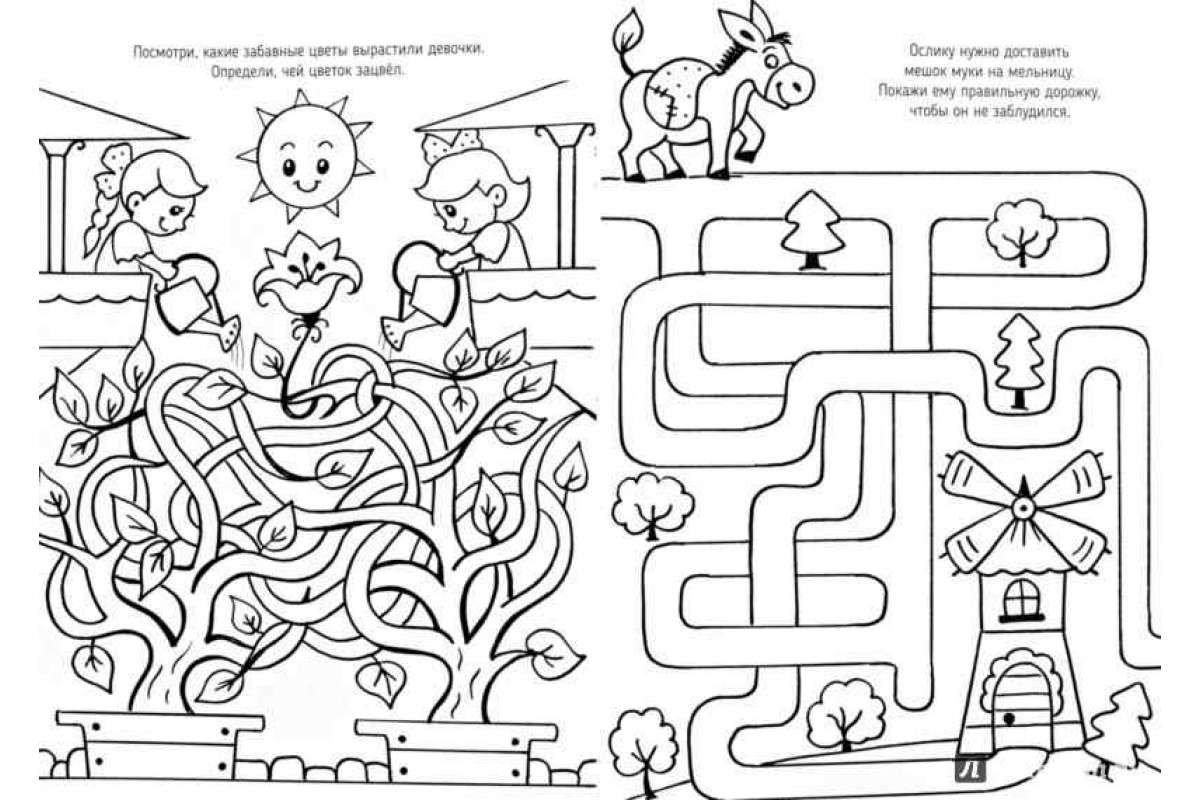 Посмотри, какие забавные цветы вырастили девочки.
Определи, чей цветок зацвёл.
Ослику нужно доставить
мешок муки на мельницу.
Покажи ему правильную дорожку,
чтобы он не заблудился.
Л